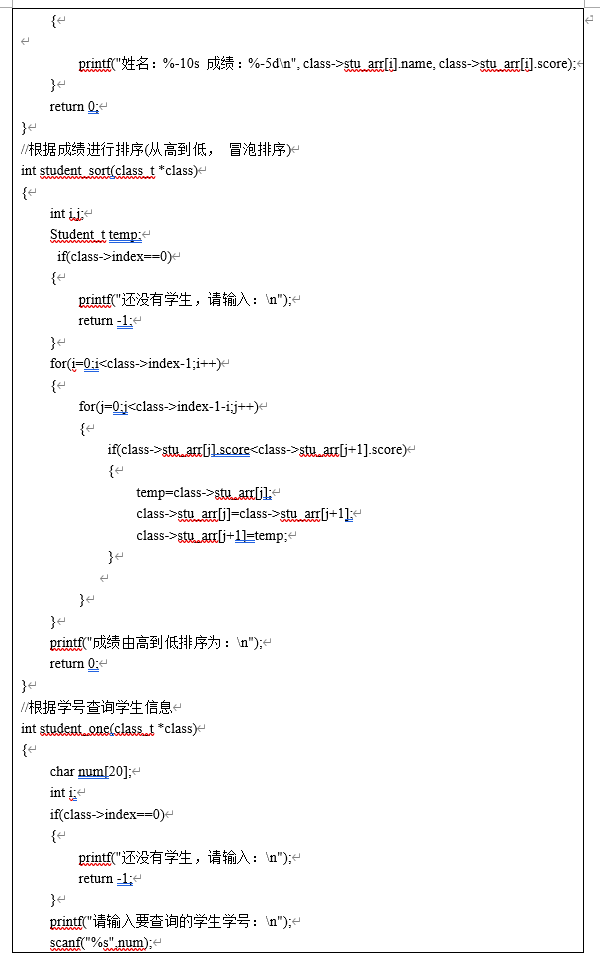 {
printf("姓名：%-10s 成绩：%-5d\n", class->stu_arr[i].name, class->stu_arr[i].score);
}
return 0;
}
//根据成绩进行排序(从高到低， 冒泡排序)
int student_sort(class_t *class)
{
int i,j;
Student_t temp;
if(class->index==0)
{
printf("还没有学生，请输入：\n");
return -1;
}
for(i=0;i<class->index-1;i++)
{
for(j=0;j<class->index-1-i;j++)
{
if(class->stu_arr[j].score<class->stu_arr[j+1].score)
{
temp=class->stu_arr[j];
class->stu_arr[j]=class->stu_arr[j+1];
class->stu_arr[j+1]=temp;
}
}
}
printf("成绩由高到低排序为：\n");
return 0;
}
//根据学号查询学生信息
int student_one(class_t *class)
{
char num[20];
int i;
if(class->index==0)
{
printf("还没有学生，请输入：\n");
return -1;
}
printf("请输入要查询的学生学号：\n");
scanf("%s",num);